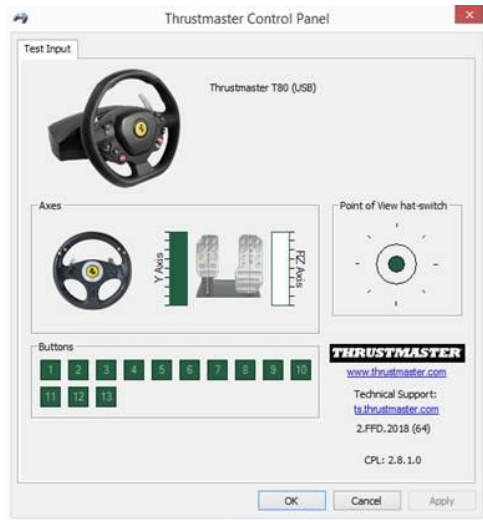 Thrustmaster Control Panel
Test Input
Thrustmaster T80 (USB)
Axes
Y Axis
RZ Axis
Point of View hat-switch
Buttons
1 2 3 4 5 6 7 8 9 10
11 12 13
THRUSTMASTER
www.thrustmaster.com
Technical Support:
ts.thrustmaster.com
2.FFD.2018 (64)
CPL: 2.8.1.0
OK Cancel Apply